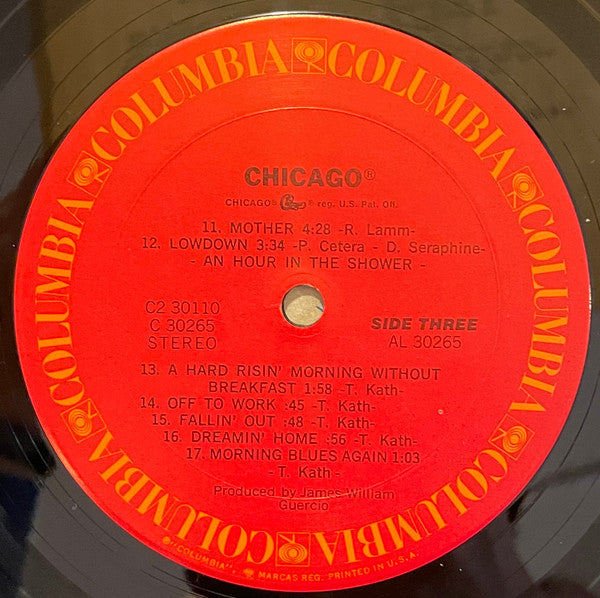 COLUMBIA COLUMBIA COLUMBIA COLUMBIA COLUMBIA COLUMBIA
CHICAGO®
CHICAGO® Chicago ® reg. U.S. Pat. Off.
11. MOTHER 4:28 -R. Lamm-
12. LOWDOWN 3:34 -P. Cetera - D. Seraphine-
- AN HOUR IN THE SHOWER -
C2 30110
C 30265
STEREO
SIDE THREE
AL 30265
13. A HARD RISIN' MORNING WITHOUT
BREAKFAST 1:58 -T. Kath-
14. OFF TO WORK :45 -T. Kath-
15. FALLIN' OUT :48 -T. Kath-
16. DREAMIN' HOME :56 -T. Kath-
17. MORNING BLUES AGAIN 1:03
-T. Kath-
Produced by James William
Guercio
"COLUMBIA", MARCAS REG. PRINTED IN U.S.A.